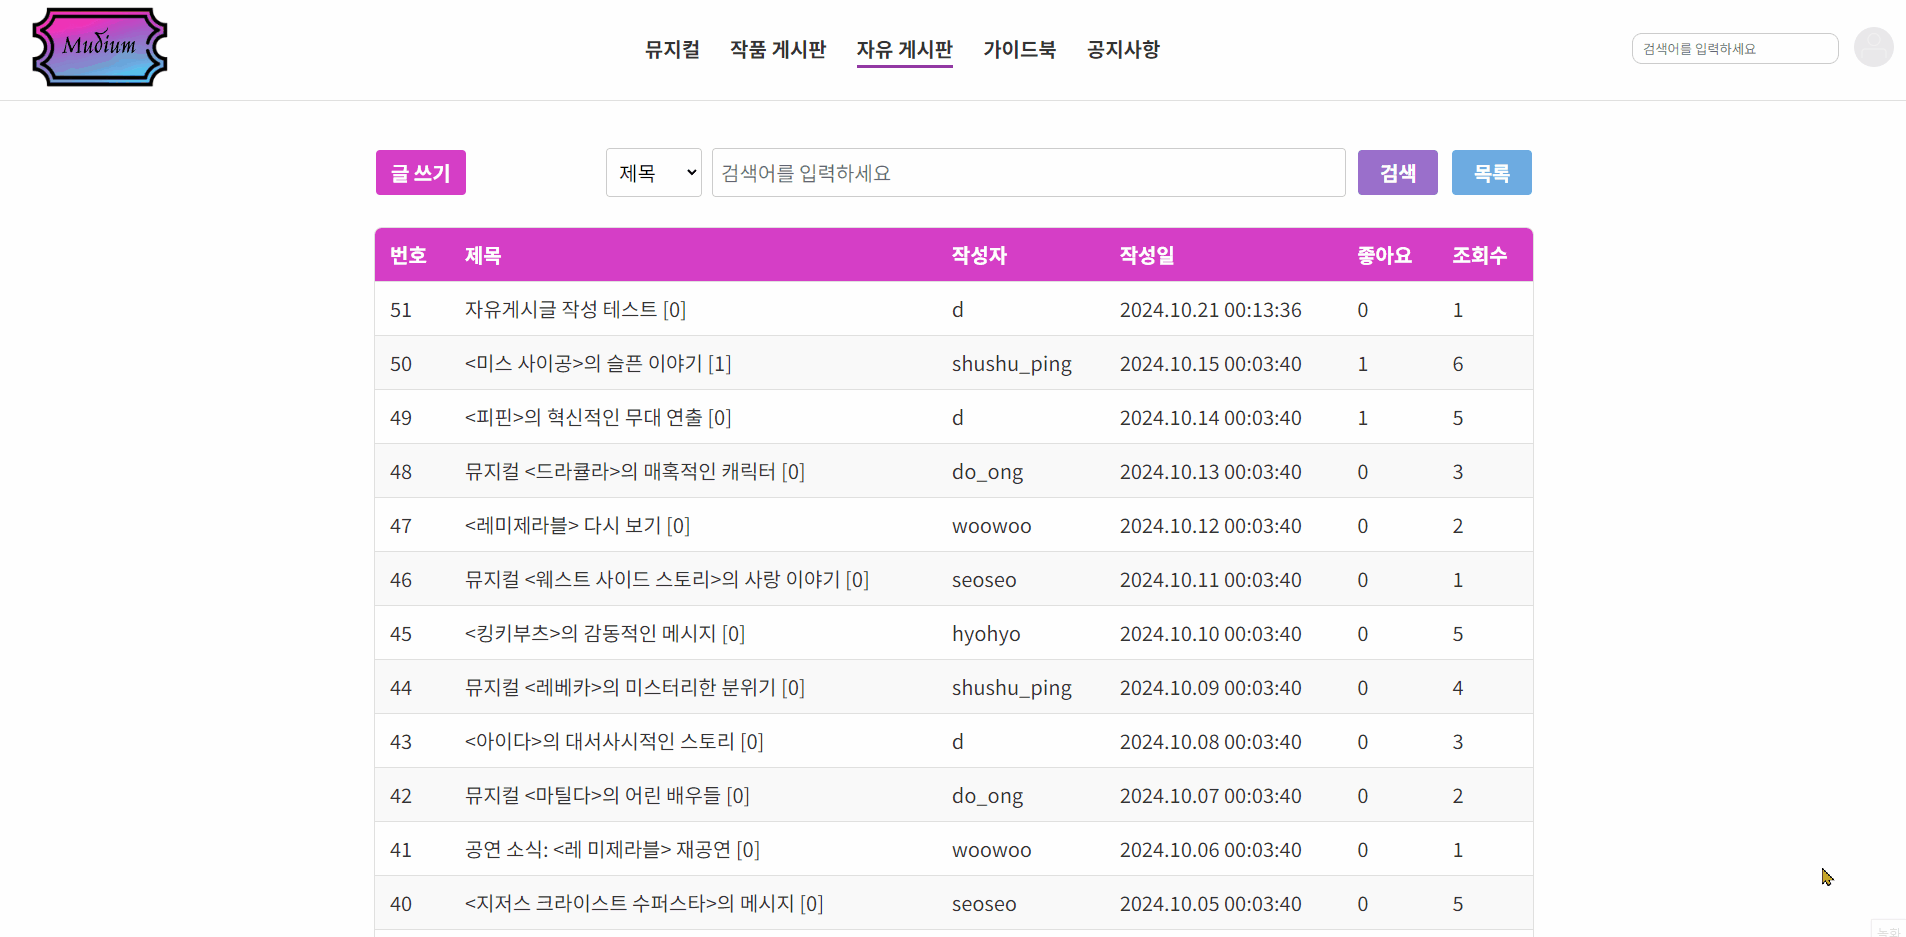 Mudium
뮤지컬 작품 게시판 자유 게시판 가이드북 공지사항 검색어를 입력하세요
글 쓰기 제목 검색어를 입력하세요 검색 목록
번호 제목 작성자 작성일 좋아요 조회수
51 자유게시글 작성 테스트 [0] d 2024.10.21 00:13:36 0 1
50 <미스 사이공>의 슬픈 이야기 [1] shushu_ping 2024.10.15 00:03:40 1 6
49 <피핀>의 혁신적인 무대 연출 [0] d 2024.10.14 00:03:40 1 5
48 뮤지컬 <드라큘라>의 매혹적인 캐릭터 [0] do_ong 2024.10.13 00:03:40 0 3
47 <레미제라블> 다시 보기 [0] woowoo 2024.10.12 00:03:40 0 2
46 뮤지컬 <웨스트 사이드 스토리>의 사랑 이야기 [0] seoseo 2024.10.11 00:03:40 0 1
45 <킹키부츠>의 감동적인 메시지 [0] hyohyo 2024.10.10 00:03:40 0 5
44 뮤지컬 <레베카>의 미스터리한 분위기 [0] shushu_ping 2024.10.09 00:03:40 0 4
43 <아이다>의 대서사시적인 스토리 [0] d 2024.10.08 00:03:40 0 3
42 뮤지컬 <마틸다>의 어린 배우들 [0] do_ong 2024.10.07 00:03:40 0 2
41 공연 소식: <레 미제라블> 재공연 [0] woowoo 2024.10.06 00:03:40 0 1
40 <지저스 크라이스트 수퍼스타>의 메시지 [0] seoseo 2024.10.05 00:03:40 0 5